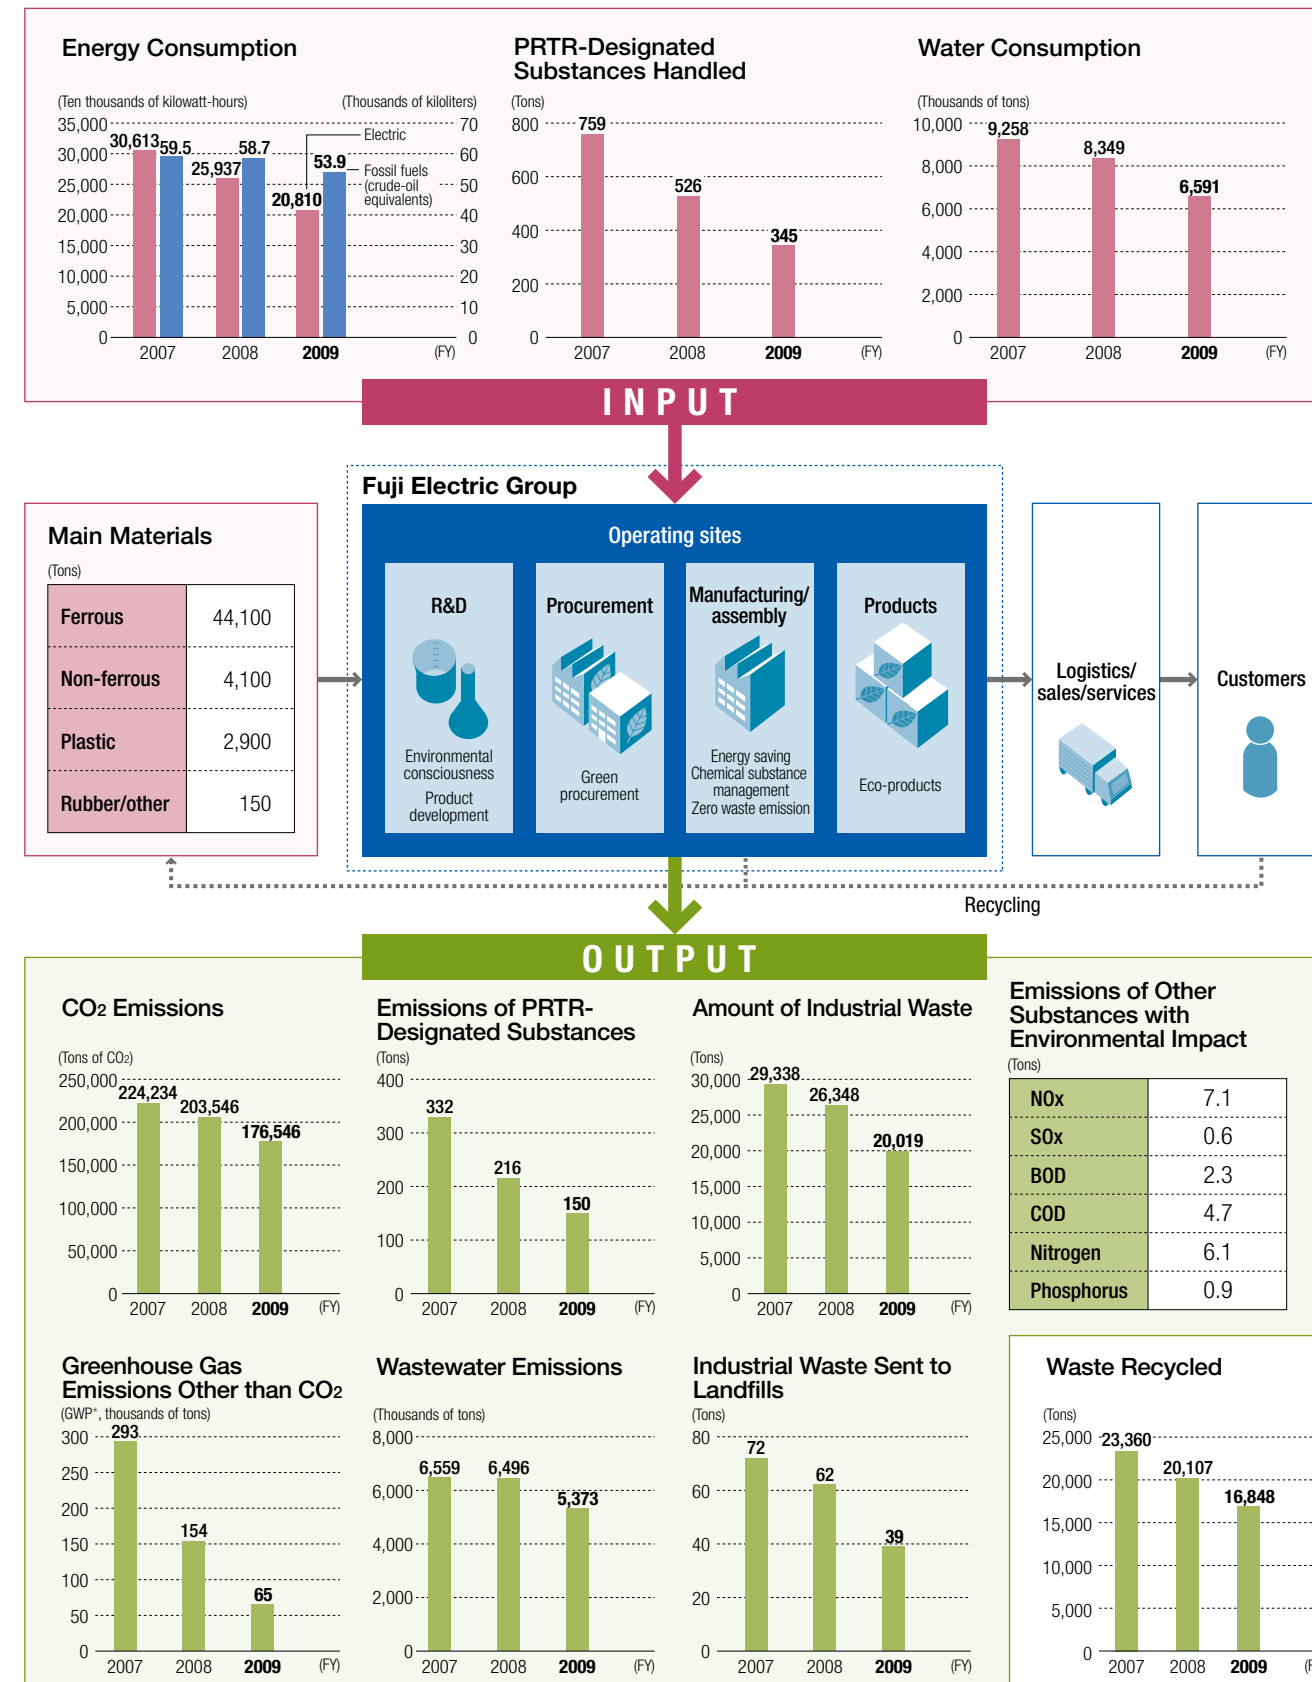 Energy Consumption
(Ten thousands of kilowatt-hours)
(Thousands of kiloliters)
35,000
30,000
25,000
20,000
15,000
10,000
5,000
0
70
60
50
40
30
20
10
0
30,613
59.5
25,937
58.7
20,810
53.9
Electric
Fossil fuels
(crude-oil
equivalents)
2007
2008
2009
(FY)
PRTR-Designated
Substances Handled
(Tons)
800
600
400
200
0
759
526
345
2007
2008
2009
(FY)
Water Consumption
(Thousands of tons)
10,000
8,000
6,000
4,000
2,000
0
9,258
8,349
6,591
2007
2008
2009
(FY)
INPUT
Main Materials
(Tons)
Ferrous 44,100
Non-ferrous 4,100
Plastic 2,900
Rubber/other 150
Fuji Electric Group
Operating sites
R&D
Environmental
consciousness
Product
development
Procurement
Green
procurement
Manufacturing/
assembly
Energy saving
Chemical substance
management
Zero waste emission
Products
Eco-products
Logistics/
sales/services
Customers
Recycling
OUTPUT
CO2 Emissions
(Tons of CO2)
250,000
200,000
150,000
100,000
50,000
0
224,234
203,546
176,546
2007
2008
2009
(FY)
Emissions of PRTR-
Designated Substances
(Tons)
400
300
200
100
0
332
216
150
2007
2008
2009
(FY)
Amount of Industrial Waste
(Tons)
30,000
25,000
20,000
15,000
10,000
5,000
0
29,338
26,348
20,019
2007
2008
2009
(FY)
Emissions of Other
Substances with
Environmental Impact
(Tons)
NOx 7.1
SOx 0.6
BOD 2.3
COD 4.7
Nitrogen 6.1
Phosphorus 0.9
Greenhouse Gas
Emissions Other than CO2
(GWP*, thousands of tons)
300
250
200
150
100
50
0
293
154
65
2007
2008
2009
(FY)
Wastewater Emissions
(Thousands of tons)
8,000
6,000
4,000
2,000
0
6,559
6,496
5,373
2007
2008
2009
(FY)
Industrial Waste Sent to
Landfills
(Tons)
80
60
40
20
0
72
62
39
2007
2008
2009
(FY)
Waste Recycled
(Tons)
25,000
20,000
15,000
10,000
5,000
0
23,360
20,107
16,848
2007
2008
2009